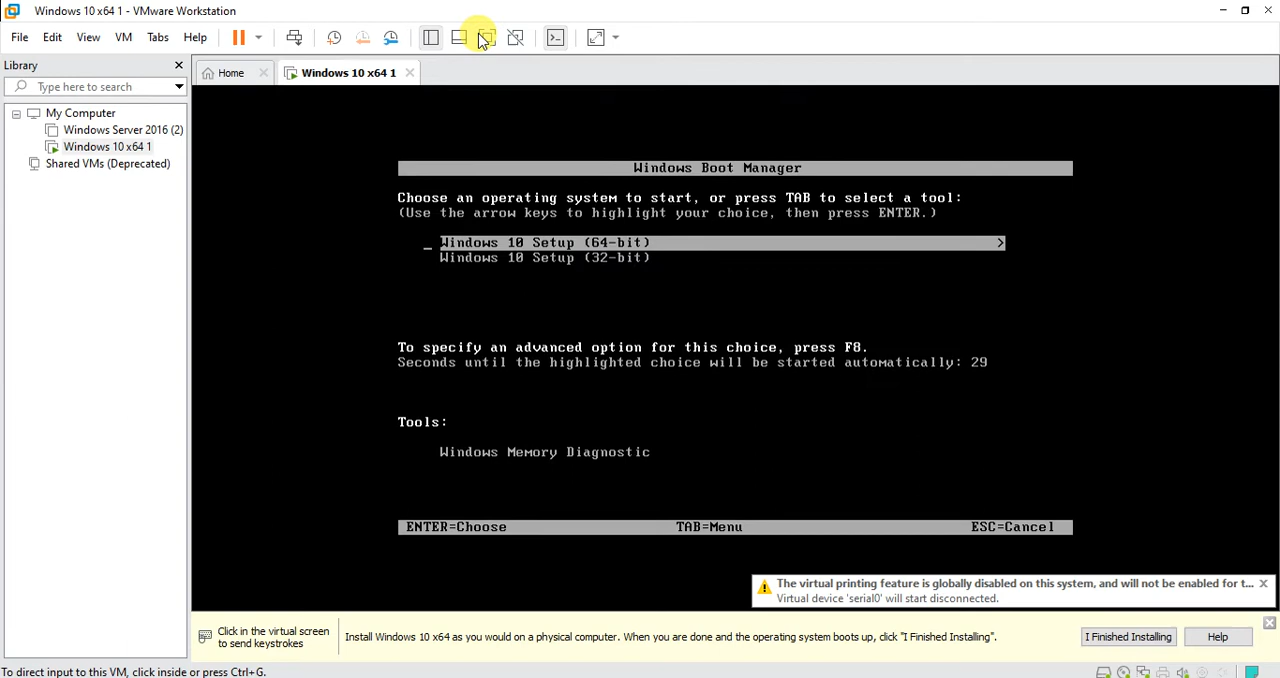 Windows 10 x64 1 - VMware Workstation
File Edit View VM Tabs Help
Library
Home
Windows 10 x64 1
Type here to search
My Computer
Windows Server 2016 (2)
Windows 10 x64 1
Shared VMs (Deprecated)
Windows Boot Manager
Choose an operating system to start, or press TAB to select a tool:
(Use the arrow keys to highlight your choice, then press ENTER.)
Windows 10 Setup (64-bit) >
Windows 10 Setup (32-bit)
To specify an advanced option for this choice, press F8.
Seconds until the highlighted choice will be started automatically: 29
Tools:
Windows Memory Diagnostic
ENTER=Choose TAB=Menu ESC=Cancel
The virtual printing feature is globally disabled on this system, and will not be enabled for t...
Virtual device 'serial0' will start disconnected.
Click in the virtual screen
to send keystrokes
Install Windows 10 x64 as you would on a physical computer. When you are done and the operating system boots up, click "I Finished Installing".
I Finished Installing
Help
To direct input to this VM, click inside or press Ctrl+G.